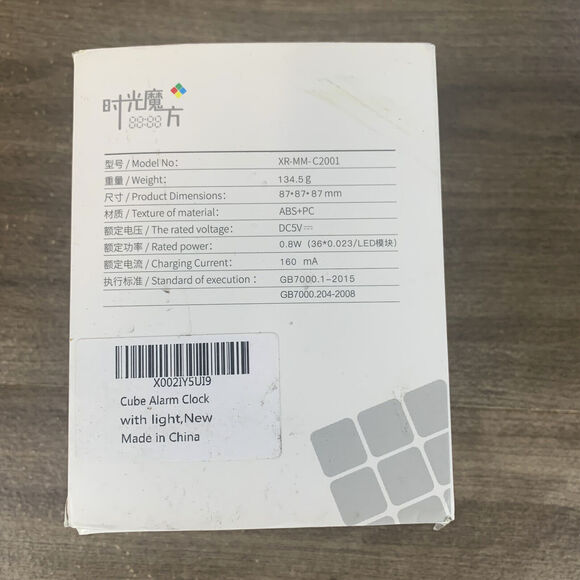 时光魔方
88:88
型号 / Model No: XR-MM-C2001
重量 / Weight: 134.5 g
尺寸 / Product Dimensions: 87*87*87 mm
材质 / Texture of material: ABS+PC
额定电压 / The rated voltage: DC5V⎓
额定功率 / Rated power: 0.8W (36*0.023/LED模块)
额定电流 / Charging Current: 160 mA
执行标准 / Standard of execution: GB7000.1-2015
GB7000.204-2008
X002IY5UI9
Cube Alarm Clock
with light,New
Made in China